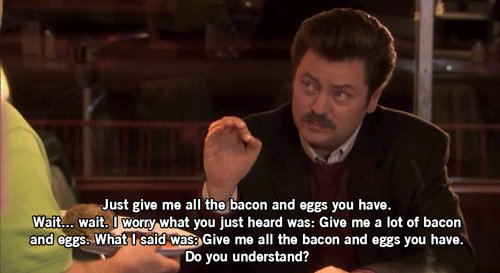 Just give me all the bacon and eggs you have.
Wait... wait. I worry what you just heard was: Give me a lot of bacon
and eggs. What I said was: Give me all the bacon and eggs you have.
Do you understand?